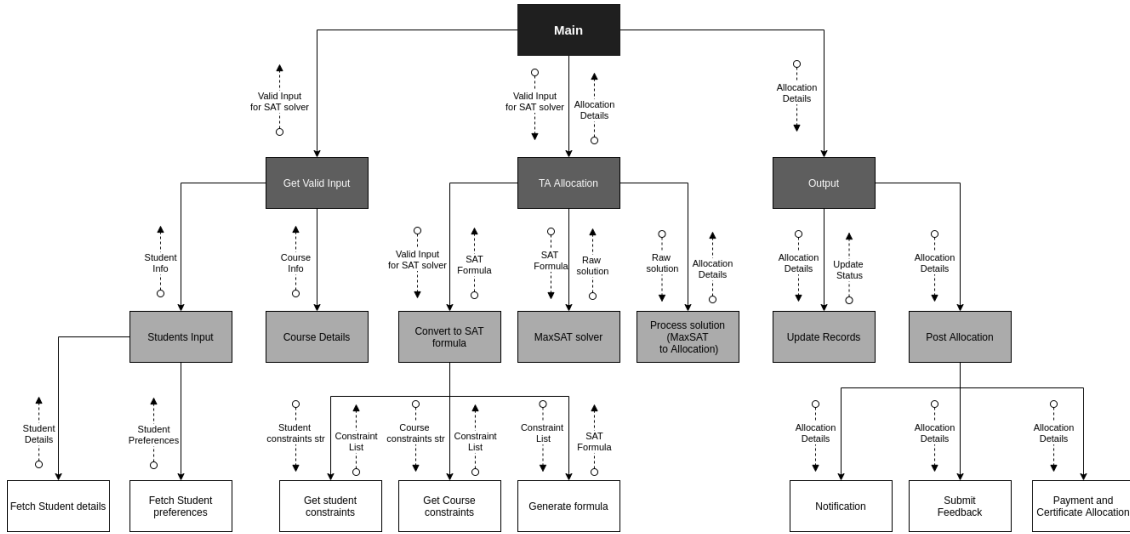 Main
Valid Input
for SAT solver
Valid Input
for SAT solver
Allocation
Details
Allocation
Details
Get Valid Input
TA Allocation
Output
Student
Info
Course
Info
Valid Input
for SAT solver
SAT
Formula
SAT
Formula
Raw
solution
Raw
solution
Allocation
Details
Allocation
Details
Update
Status
Allocation
Details
Students Input
Course Details
Convert to SAT
formula
MaxSAT solver
Process solution
(MaxSAT
to Allocation)
Update Records
Post Allocation
Student
Details
Student
Preferences
Student
constraints str
Constraint
List
Course
constraints str
Constraint
List
Constraint
List
SAT
Formula
Allocation
Details
Allocation
Details
Allocation
Details
Fetch Student details
Fetch Student
preferences
Get student
constraints
Get Course
constraints
Generate formula
Notification
Submit
Feedback
Payment and
Certificate Allocation